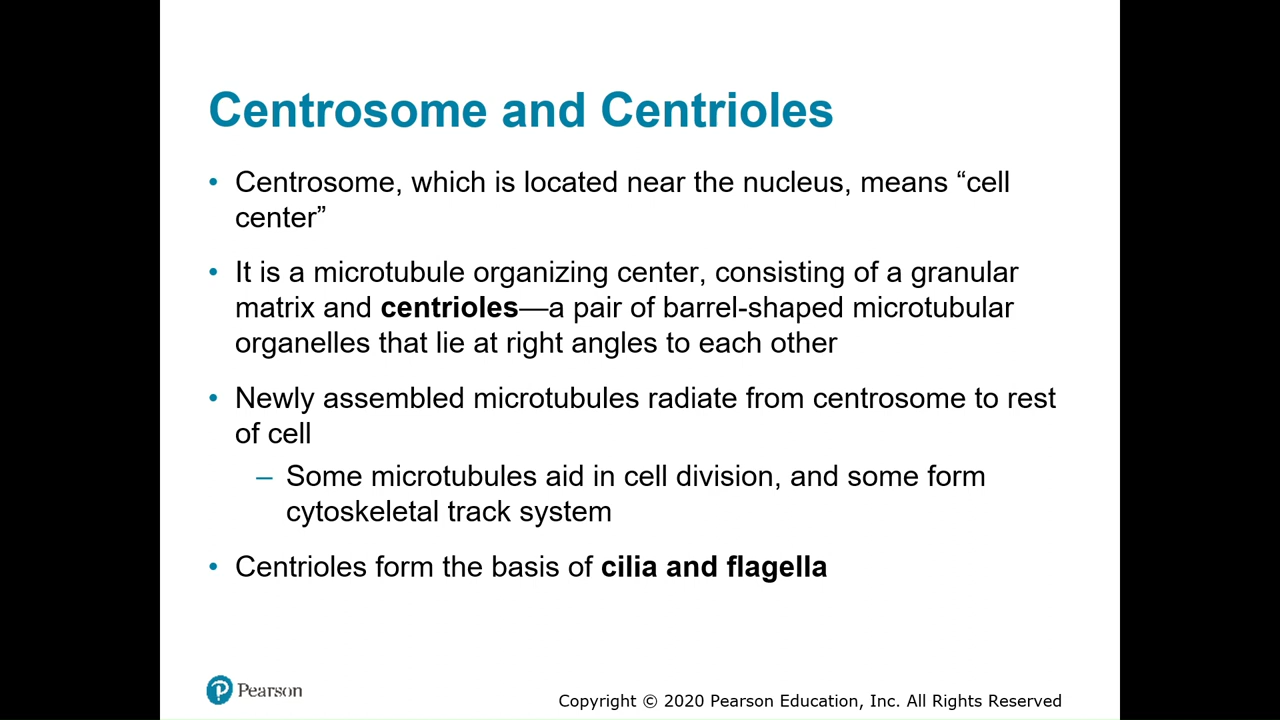 Centrosome and Centrioles
• Centrosome, which is located near the nucleus, means “cell
center”
• It is a microtubule organizing center, consisting of a granular
matrix and centrioles—a pair of barrel-shaped microtubular
organelles that lie at right angles to each other
• Newly assembled microtubules radiate from centrosome to rest
of cell
– Some microtubules aid in cell division, and some form
cytoskeletal track system
• Centrioles form the basis of cilia and flagella
Pearson
Copyright © 2020 Pearson Education, Inc. All Rights Reserved